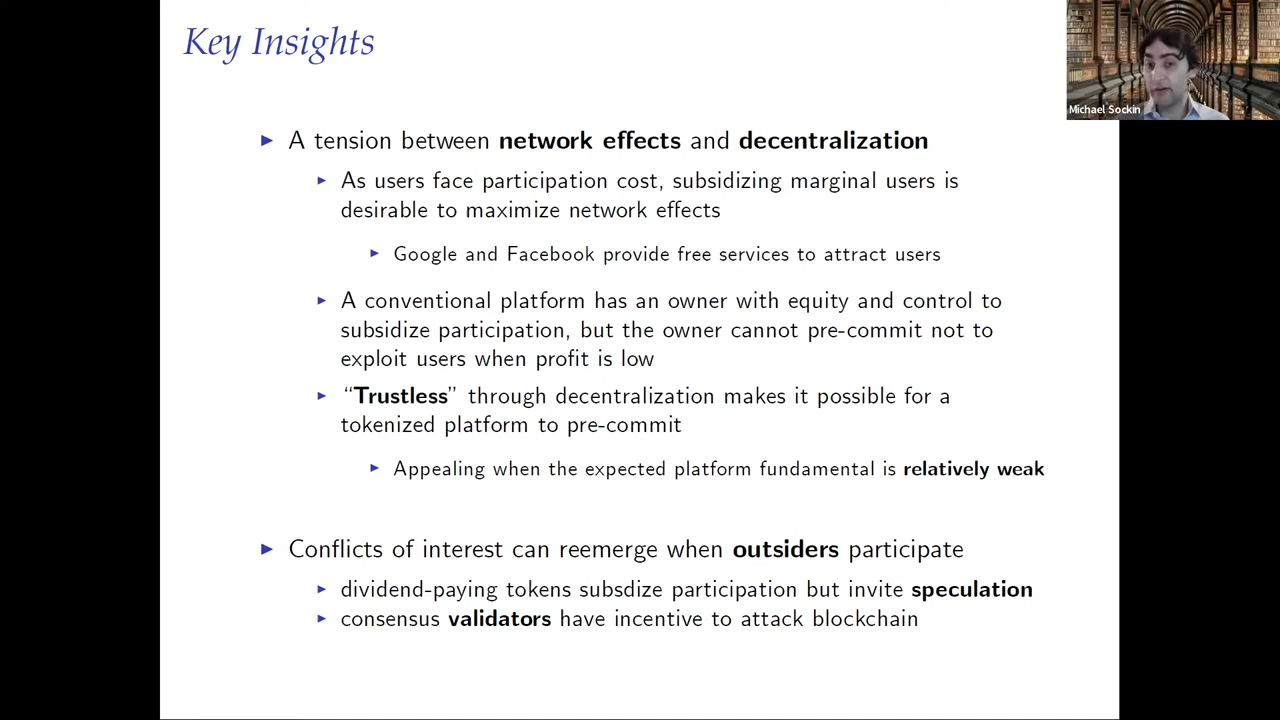 Key Insights
Michael Sockin
A tension between network effects and decentralization
As users face participation cost, subsidizing marginal users is
desirable to maximize network effects
Google and Facebook provide free services to attract users
A conventional platform has an owner with equity and control to
subsidize participation, but the owner cannot pre-commit not to
exploit users when profit is low
“Trustless” through decentralization makes it possible for a
tokenized platform to pre-commit
Appealing when the expected platform fundamental is relatively weak
Conflicts of interest can reemerge when outsiders participate
dividend-paying tokens subsdize participation but invite speculation
consensus validators have incentive to attack blockchain